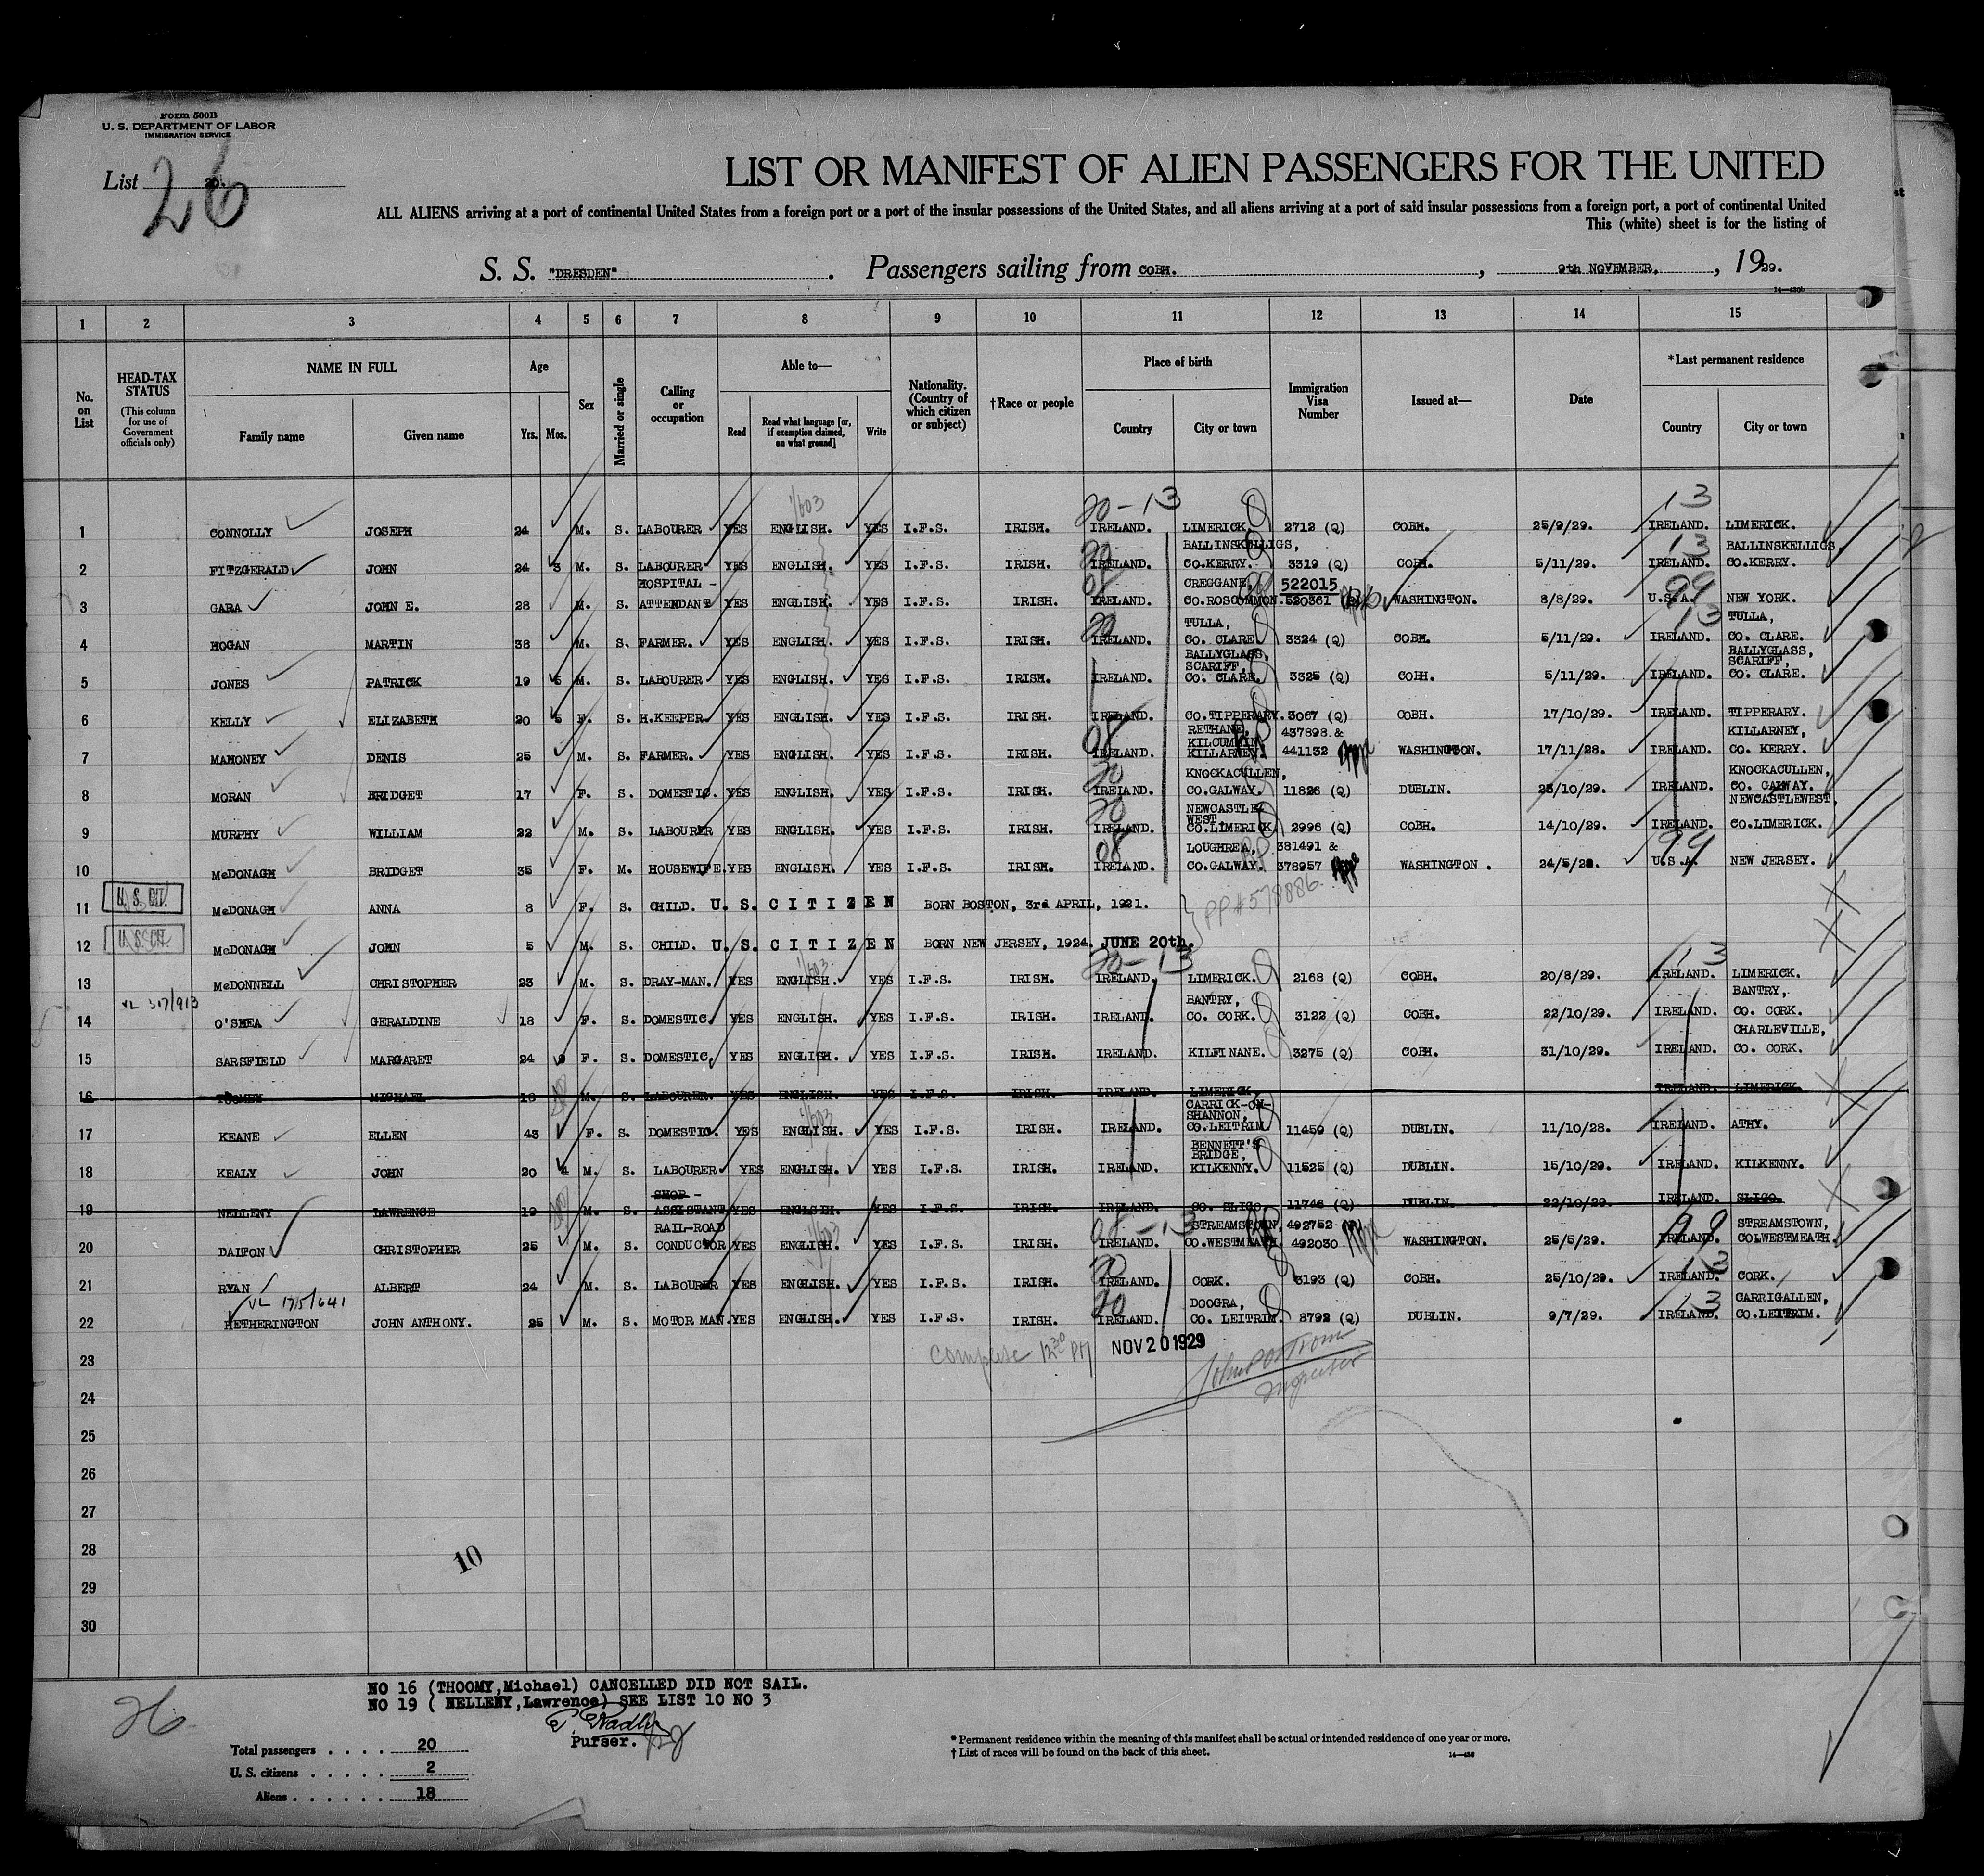 Form 500B
U. S. DEPARTMENT OF LABOR
IMMIGRATION SERVICE
List 26
LIST OR MANIFEST OF ALIEN PASSENGERS FOR THE UNITED
ALL ALIENS arriving at a port of continental United States from a foreign port or a port of the insular possessions of the United States, and all aliens arriving at a port of said insular possessions from a foreign port, a port of continental United
This (white) sheet is for the listing of
S. S. "DRESDEN" . Passengers sailing from COBH. , 9th NOVEMBER. , 1929.
1 2 3 4 5 6 7 8 9 10 11 12 13 14 15
No. on List
HEAD-TAX STATUS (This column for use of Government officials only)
NAME IN FULL
Family name Given name
Age
Yrs. Mos.
Sex
Married or single
Calling or occupation
Able to—
Read Read what language [or, if exemption claimed, on what ground] Write
Nationality. (Country of which citizen or subject)
†Race or people
Place of birth
Country City or town
Immigration Visa Number
Issued at—
Date
*Last permanent residence
Country City or town
1 CONNOLLY JOSEPH 24 M. S. LABOURER YES ENGLISH. YES I.F.S. IRISH. IRELAND. LIMERICK. 2712 (Q) COBH. 25/9/29. IRELAND. LIMERICK.
2 FITZGERALD JOHN 24 3 M. S. LABOURER YES ENGLISH. YES I.F.S. IRISH. IRELAND. BALLINSKELLIGS, CO.KERRY. 3319 (Q) COBH. 5/11/29. IRELAND. BALLINSKELLIGS, CO.KERRY.
3 GARA JOHN E. 28 M. S. HOSPITAL - ATTENDANT YES ENGLISH. YES I.F.S. IRISH. IRELAND. CREGGANE, CO.ROSCOMMON. 522015 520361 WASHINGTON. 8/8/29. U.S.A. NEW YORK.
4 HOGAN MARTIN 38 M. S. FARMER. YES ENGLISH. YES I.F.S. IRISH. IRELAND. TULLA, CO. CLARE. 3324 (Q) COBH. 5/11/29. IRELAND. TULLA, CO. CLARE.
5 JONES PATRICK 19 5 M. S. LABOURER YES ENGLISH. YES I.F.S. IRISH. IRELAND. BALLYGLASS, SCARIFF, CO. CLARE. 3325 (Q) COBH. 5/11/29. IRELAND. BALLYGLASS, SCARIFF, CO. CLARE.
6 KELLY ELIZABETH 20 5 F. S. H.KEEPER. YES ENGLISH. YES I.F.S. IRISH. IRELAND. CO.TIPPERARY. 3067 (Q) COBH. 17/10/29. IRELAND. TIPPERARY.
7 MAHONEY DENIS 25 M. S. FARMER. YES ENGLISH. YES I.F.S. IRISH. IRELAND. RETHANE, KILCUMMIN, KILLARNEY. 437898 & 441132 WASHINGTON. 17/11/28. IRELAND. KILLARNEY, CO. KERRY.
8 MORAN BRIDGET 17 F. S. DOMESTIC. YES ENGLISH. YES I.F.S. IRISH. IRELAND. KNOCKACULLEN, CO.GALWAY. 11826 (Q) DUBLIN. 23/10/29. IRELAND. KNOCKACULLEN, CO. GALWAY.
9 MURPHY WILLIAM 22 M. S. LABOURER YES ENGLISH. YES I.F.S. IRISH. IRELAND. NEWCASTLE WEST. CO.LIMERICK. 2996 (Q) COBH. 14/10/29. IRELAND. NEWCASTLEWEST, CO.LIMERICK.
10 McDONAGH BRIDGET 35 F. M. HOUSEWIFE. YES ENGLISH. YES I.F.S. IRISH. IRELAND. LOUGHREA, CO.GALWAY. 381491 & 378957 WASHINGTON. 24/5/28. U.S.A. NEW JERSEY.
11 U. S. CIT. McDONAGH ANNA 8 F. S. CHILD. U. S. CITIZEN BORN BOSTON, 3rd APRIL, 1921. PP#578886.
12 U. S. CIT. McDONAGH JOHN 5 M. S. CHILD. U. S. CITIZEN BORN NEW JERSEY, 1924. JUNE 20th.
13 McDONNELL CHRISTOPHER 23 M. S. DRAY-MAN. YES ENGLISH. YES I.F.S. IRISH. IRELAND. LIMERICK. 2168 (Q) COBH. 20/8/29. IRELAND. LIMERICK.
14 VL 317/913 O'SHEA GERALDINE 18 F. S. DOMESTIC. YES ENGLISH. YES I.F.S. IRISH. IRELAND. BANTRY, CO. CORK. 3122 (Q) COBH. 22/10/29. IRELAND. BANTRY, CO. CORK.
15 SARSFIELD MARGARET 24 9 F. S. DOMESTIC. YES ENGLISH. YES I.F.S. IRISH. IRELAND. KILFINANE. 3275 (Q) COBH. 31/10/29. IRELAND. CHARLEVILLE, CO. CORK.
16 TOOMEY MICHAEL 18 M. S. LABOURER. YES ENGLISH. YES I.F.S. IRISH. IRELAND. LIMERICK. IRELAND. LIMERICK.
17 KEANE ELLEN 43 F. S. DOMESTIC. YES ENGLISH. YES I.F.S. IRISH. IRELAND. CARRICK-ON-SHANNON, CO.LEITRIM. 11459 (Q) DUBLIN. 11/10/28. IRELAND. ATHY.
18 KEALY JOHN 20 4 M. S. LABOURER YES ENGLISH. YES I.F.S. IRISH. IRELAND. BENNETT'S BRIDGE, KILKENNY. 11525 (Q) DUBLIN. 15/10/29. IRELAND. KILKENNY.
19 NELLENY LAWRENCE 19 M. S. SHOP - ASSISTANT YES ENGLSIH. YES I.F.S. IRISH. IRELAND. CO. SLIGO. 11746 (Q) DUBLIN. 22/10/29. IRELAND. SLIGO.
20 DALTON CHRISTOPHER 25 M. S. RAIL-ROAD CONDUCTOR YES ENGLISH. YES I.F.S. IRISH. IRELAND. STREAMSTOWN, CO.WESTMEATH. 492752 492030 WASHINGTON. 25/5/29. IRELAND. STREAMSTOWN, COLWESTMEATH.
21 RYAN ALBERT 24 M. S. LABOURER YES ENGLISH. YES I.F.S. IRISH. IRELAND. CORK. 3193 (Q) COBH. 25/10/29. IRELAND. CORK.
VL 1715/641
22 HETHERINGTON JOHN ANTHONY. 25 M. S. MOTOR MAN. YES ENGLISH. YES I.F.S. IRISH. IRELAND. DOOGRA, CO. LEITRIM. 8792 (Q) DUBLIN. 9/7/29. IRELAND. CARRIGALLEN, CO.LEITRIM.
23 Complete 12 30 PM NOV 20 1929
Inspector
24
25
26
27
28
10
29
30
NO 16 (THOOMY,Michael) CANCELLED DID NOT SAIL.
NO 19 ( NELLENY,Lawrence) SEE LIST 10 NO 3
26
Purser.
Total passengers . . . . 20
U. S. citizens . . . . . 2
Aliens . . . . . . 18
* Permanent residence within the meaning of this manifest shall be actual or intended residence of one year or more.
† List of races will be found on the back of this sheet.